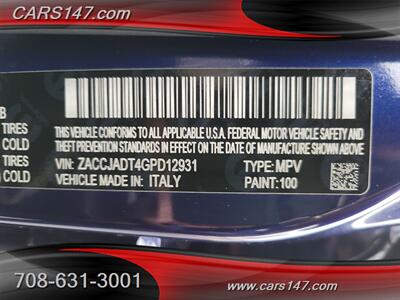 CARS147.com
B
TIRES
COLD
TIRES
COLD
THIS VEHICLE CONFORMS TO ALL APPLICABLE U.S.A. FEDERAL MOTOR VEHICLE SAFETY
AND THEFT PREVENTION STANDARDS IN EFFECT ON THE DATE OF MANUFACTURE SHOWN ABOVE.
VIN: ZACCJADT4GPD12931 TYPE: MPV
VEHICLE MADE IN: ITALY PAINT: 100
708-631-3001
www.cars147.com